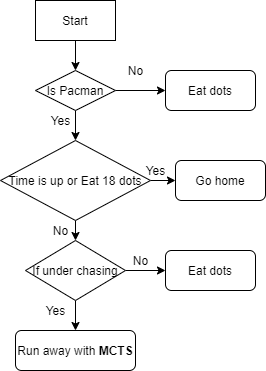 Start
Is Pacman
No
Eat dots
Yes
Time is up or Eat 18 dots
Yes
Go home
No
If under chasing
No
Eat dots
Yes
Run away with MCTS